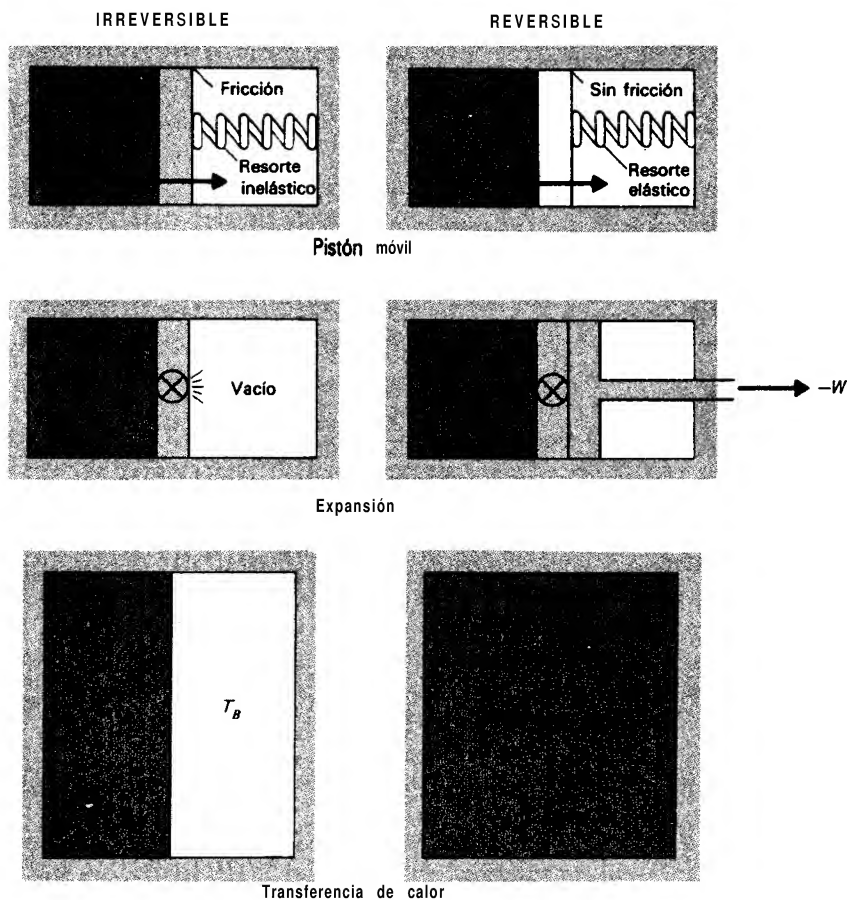 IRREVERSIBLE
REVERSIBLE
Fricción
Resorte
inelástico
Sin fricción
Resorte
elástico
Pistón móvil
Vacío
–W
Expansión
T_B
Transferencia de calor